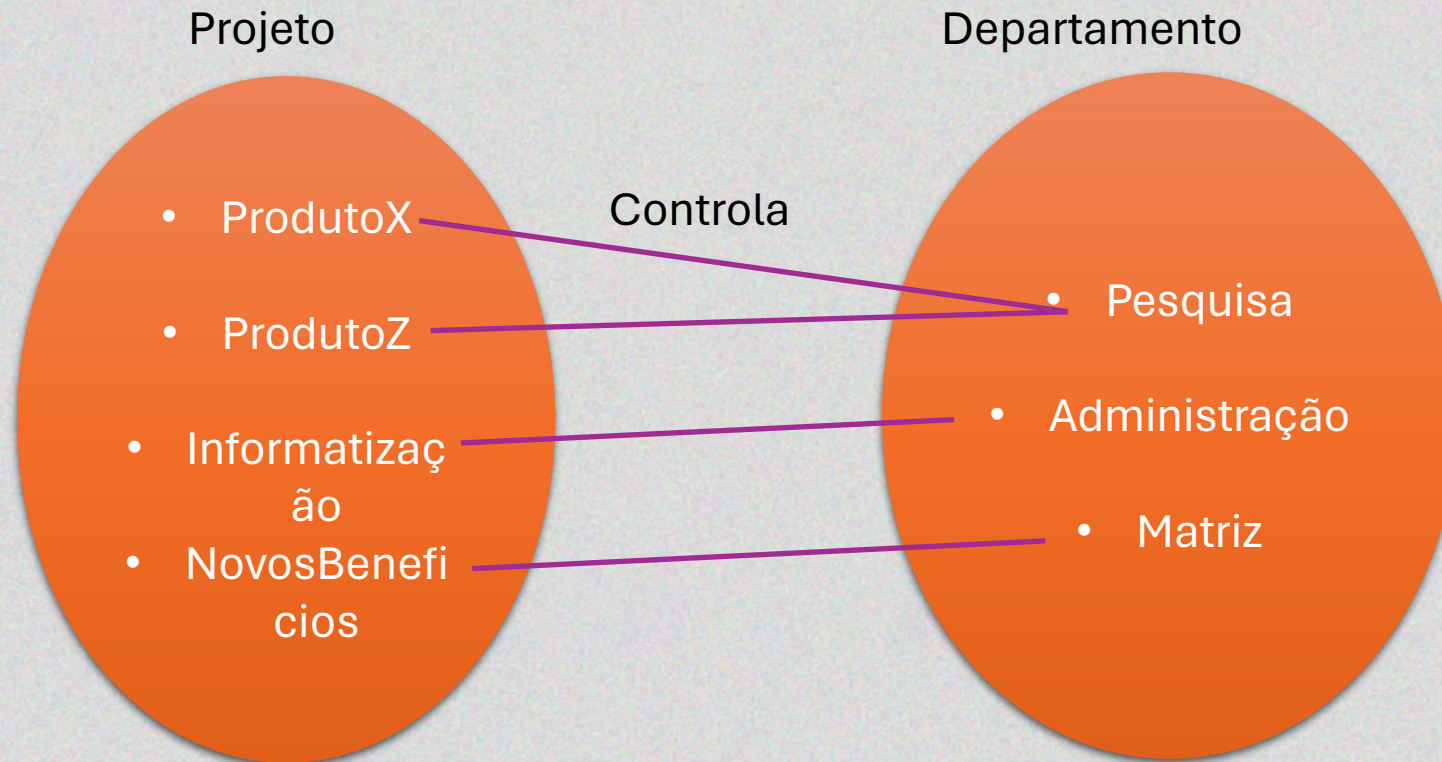 Projeto
Departamento
Controla
• ProdutoX
• ProdutoZ
• Informatizaç
ão
• NovosBenefi
cios
• Pesquisa
• Administração
• Matriz